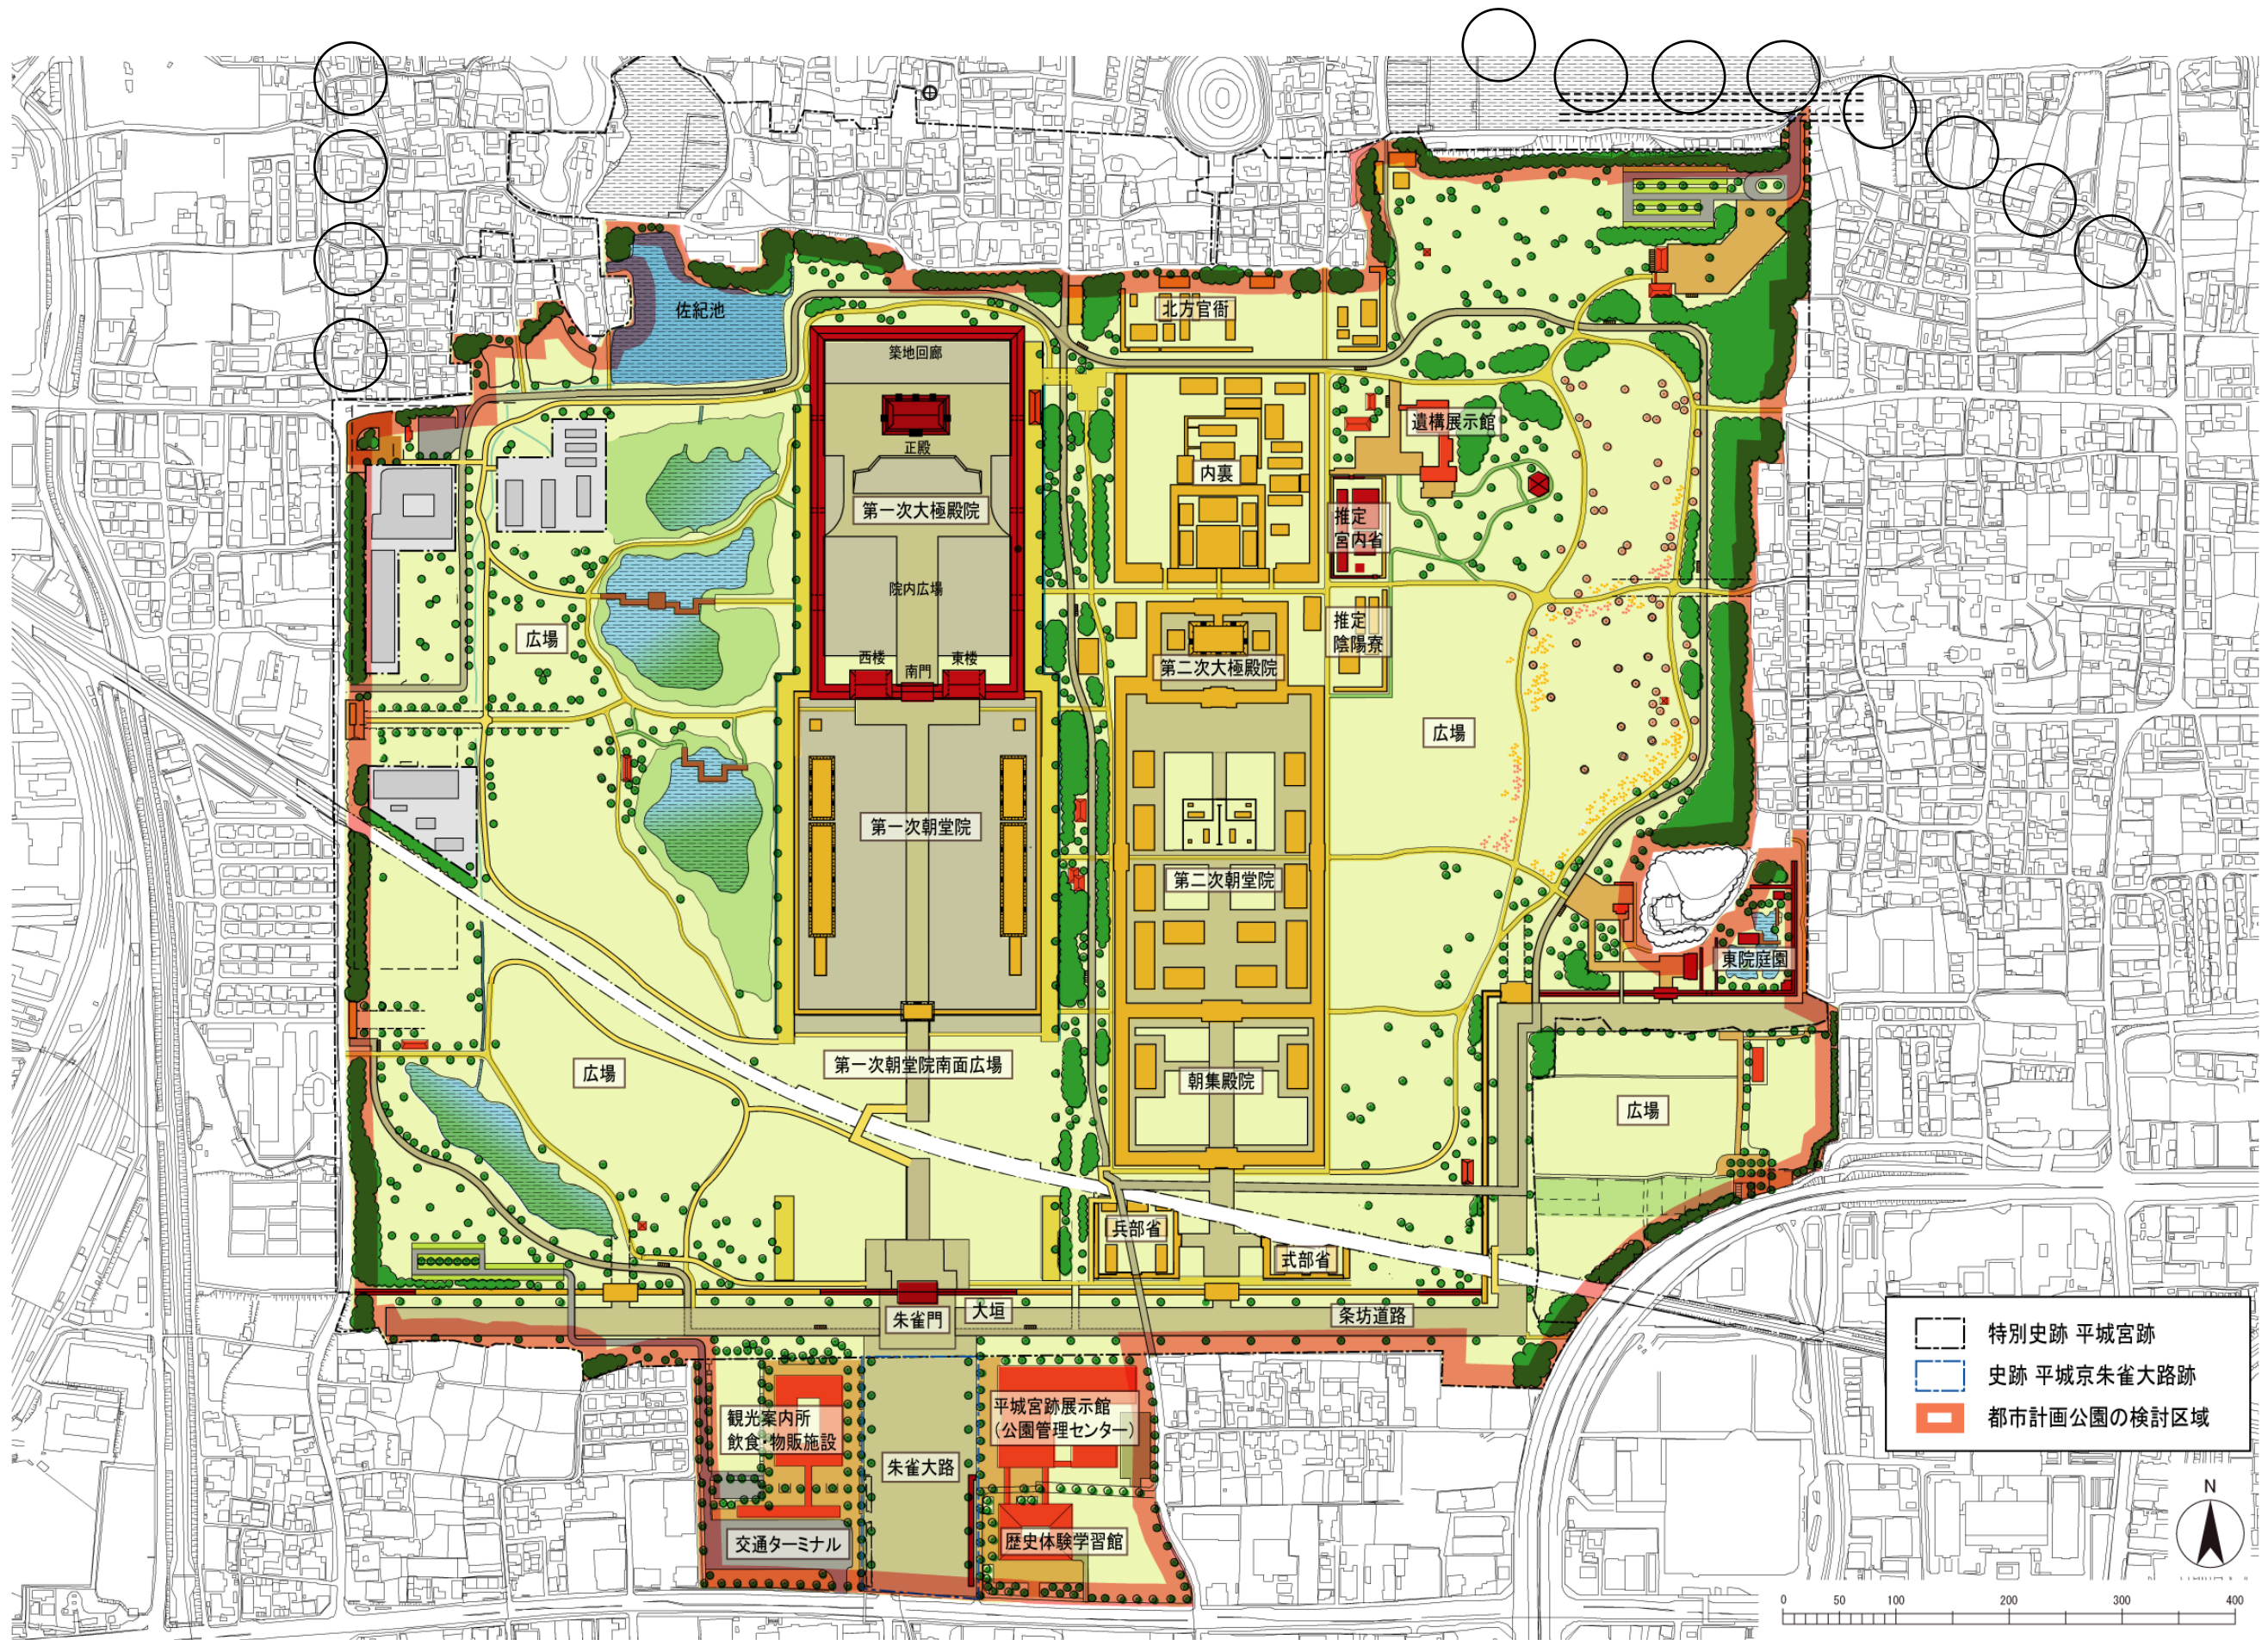 佐紀池
北方官衙
築地回廊
正殿
第一次大極殿院
遺構展示館
内裏
推定
宮内省
院内広場
広場
推定
陰陽寮
西楼
南門
東楼
第二次大極殿院
広場
第一次朝堂院
第二次朝堂院
東院庭園
第一次朝堂院南面広場
広場
朝集殿院
広場
兵部省
式部省
朱雀門
大垣
条坊道路
観光案内所
飲食・物販施設
朱雀大路
平城宮跡展示館
(公園管理センター)
交通ターミナル
歴史体験学習館
特別史跡 平城宮跡
史跡 平城京朱雀大路跡
都市計画公園の検討区域
N
0 50 100 200 300 400